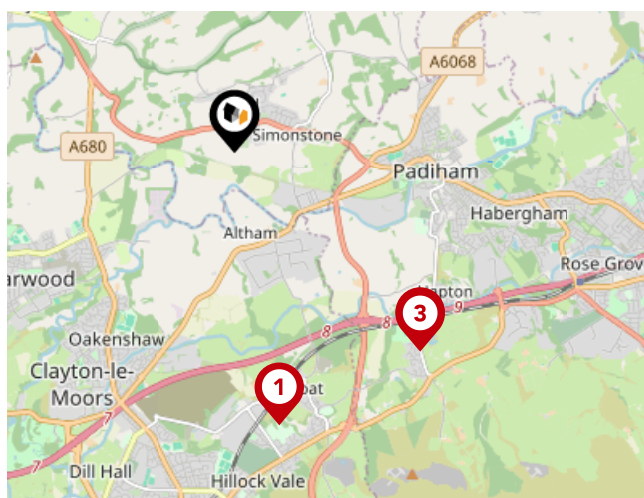 A6068
A680
Simonstone
Padiham
Habergham
Altham
arwood
Rose Grov
8
8
9
3
Oakenshaw
Clayton-le-
Moors
1
7
7
Dill Hall
Hillock Vale